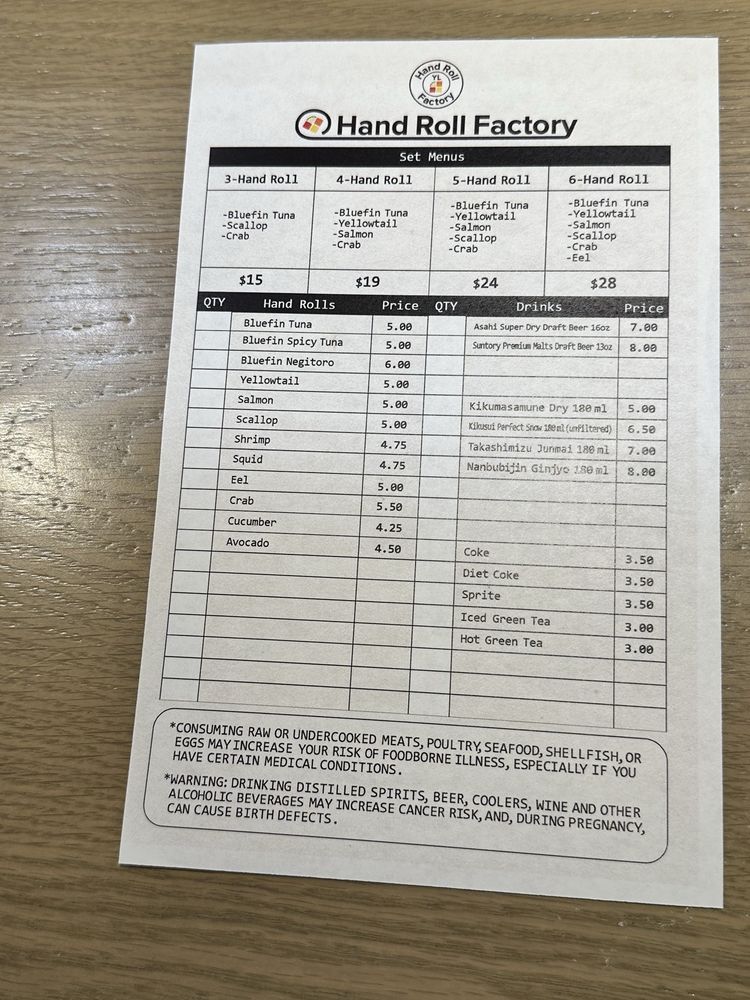 Hand Roll
YL
Factory
Hand Roll Factory
Set Menus
3-Hand Roll 4-Hand Roll 5-Hand Roll 6-Hand Roll
-Bluefin Tuna
-Scallop
-Crab
-Bluefin Tuna
-Yellowtail
-Salmon
-Crab
-Bluefin Tuna
-Yellowtail
-Salmon
-Scallop
-Crab
-Bluefin Tuna
-Yellowtail
-Salmon
-Scallop
-Crab
-Eel
$15 $19 $24 $28
QTY Hand Rolls Price
Bluefin Tuna 5.00
Bluefin Spicy Tuna 5.00
Bluefin Negitoro 6.00
Yellowtail 5.00
Salmon 5.00
Scallop 5.00
Shrimp 4.75
Squid 4.75
Eel 5.00
Crab 5.50
Cucumber 4.25
Avocado 4.50
QTY Drinks Price
Asahi Super Dry Draft Beer 16oz 7.00
Suntory Premium Malts Draft Beer 13oz 8.00
Kikumasamune Dry 180ml 5.00
Kikusui Perfect Snow 180ml(unfiltered) 6.50
Takashimizu Junmai 180ml 7.00
Nanbubijin Ginjyo 180ml 8.00
Coke 3.50
Diet Coke 3.50
Sprite 3.50
Iced Green Tea 3.00
Hot Green Tea 3.00
*CONSUMING RAW OR UNDERCOOKED MEATS, POULTRY, SEAFOOD, SHELLFISH, OR
EGGS MAY INCREASE YOUR RISK OF FOODBORNE ILLNESS, ESPECIALLY IF YOU
HAVE CERTAIN MEDICAL CONDITIONS.
*WARNING: DRINKING DISTILLED SPIRITS, BEER, COOLERS, WINE AND OTHER
ALCOHOLIC BEVERAGES MAY INCREASE CANCER RISK, AND, DURING PREGNANCY,
CAN CAUSE BIRTH DEFECTS.